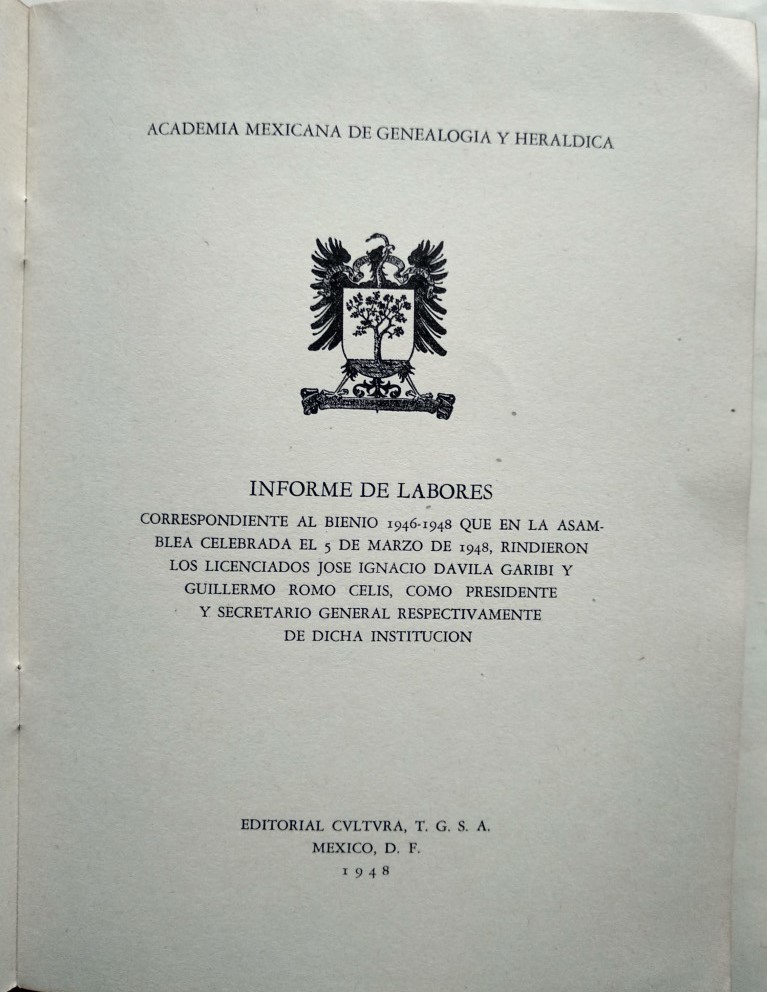 ACADEMIA MEXICANA DE GENEALOGIA Y HERALDICA
INFORME DE LABORES
CORRESPONDIENTE AL BIENIO 1946-1948 QUE EN LA ASAM-
BLEA CELEBRADA EL 5 DE MARZO DE 1948, RINDIERON
LOS LICENCIADOS JOSE IGNACIO DAVILA GARIBI Y
GUILLERMO ROMO CELIS, COMO PRESIDENTE
Y SECRETARIO GENERAL RESPECTIVAMENTE
DE DICHA INSTITUCION
EDITORIAL CVLTVRA, T. G. S. A.
MEXICO, D. F.
1948